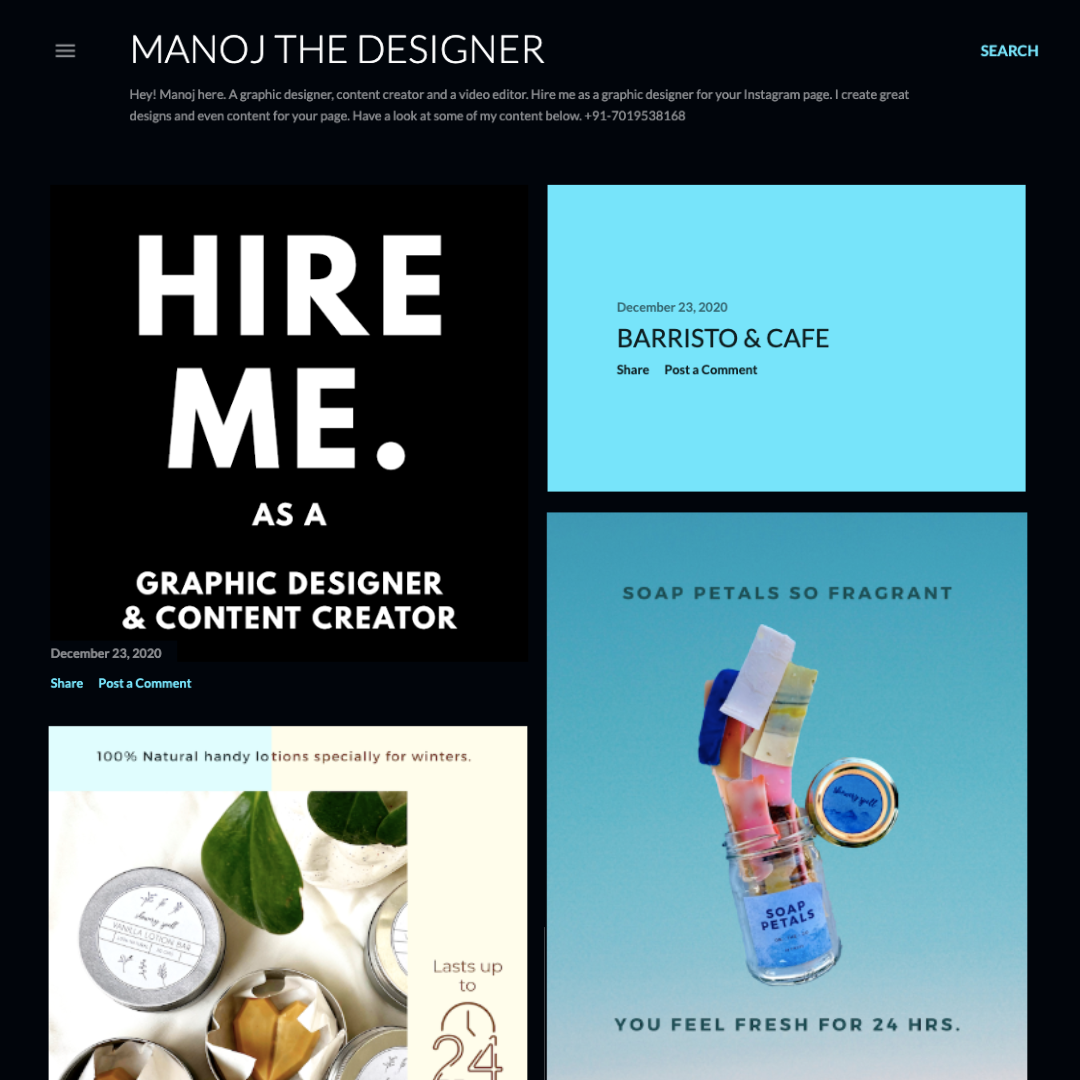 MANOJ THE DESIGNER
SEARCH
Hey! Manoj here. A graphic designer, content creator and a video editor. Hire me as a graphic designer for your Instagram page. I create great
designs and even content for your page. Have a look at some of my content below. +91-7019538168
HIRE
ME.
AS A
GRAPHIC DESIGNER
& CONTENT CREATOR
December 23, 2020
Share Post a Comment
December 23, 2020
BARRISTO & CAFE
Share Post a Comment
100% Natural handy lotions specially for winters.
VANILLA LOTION BAR
Lasts up
to
24
SOAP PETALS SO FRAGRANT
SOAP
PETALS
YOU FEEL FRESH FOR 24 HRS.